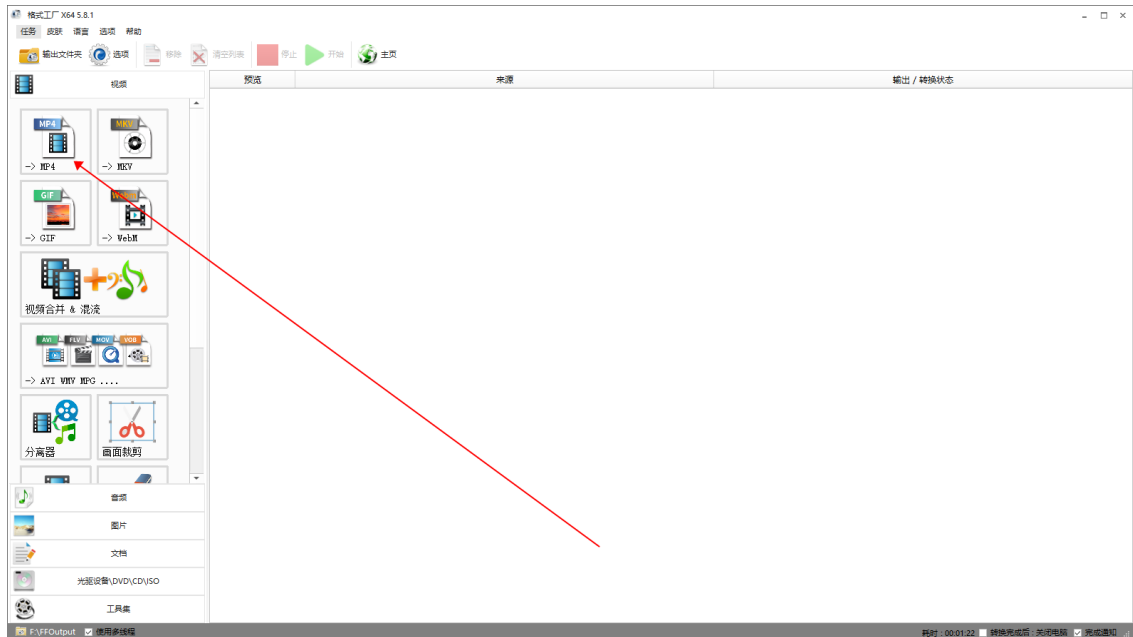 格式工厂 X64 5.8.1
任务 皮肤 语言 选项 帮助
输出文件夹 选项 移除 清空列表 停止 开始 主页
视频 预览 来源 输出 / 转换状态
MP4 MKV
-> MP4 -> MKV
GIF WebM
-> GIF -> WebM
视频合并 & 混流
AVI FLV MOV VOB
-> AVI WMV MPG ....
分离器 画面裁剪
音频
图片
文档
光驱设备\DVD\CD\ISO
工具集
F:\FFOutput 使用多线程 耗时 : 00:01:22 转换完成后 : 关闭电脑 完成通知